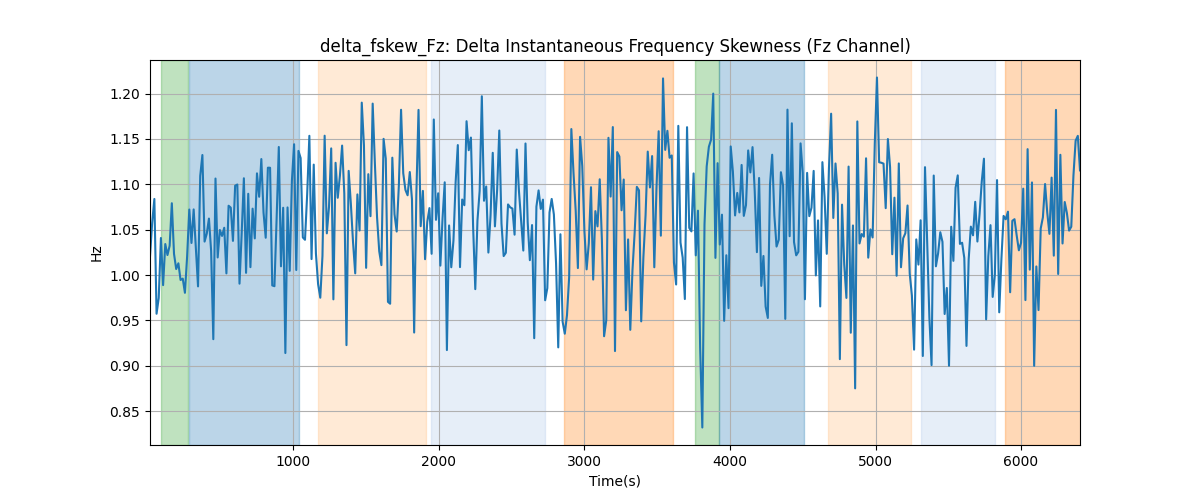 delta_fskew_Fz: Delta Instantaneous Frequency Skewness (Fz Channel)
1.20
1.15
1.10
1.05
1.00
0.95
0.90
0.85
Hz
1000 2000 3000 4000 5000 6000
Time(s)